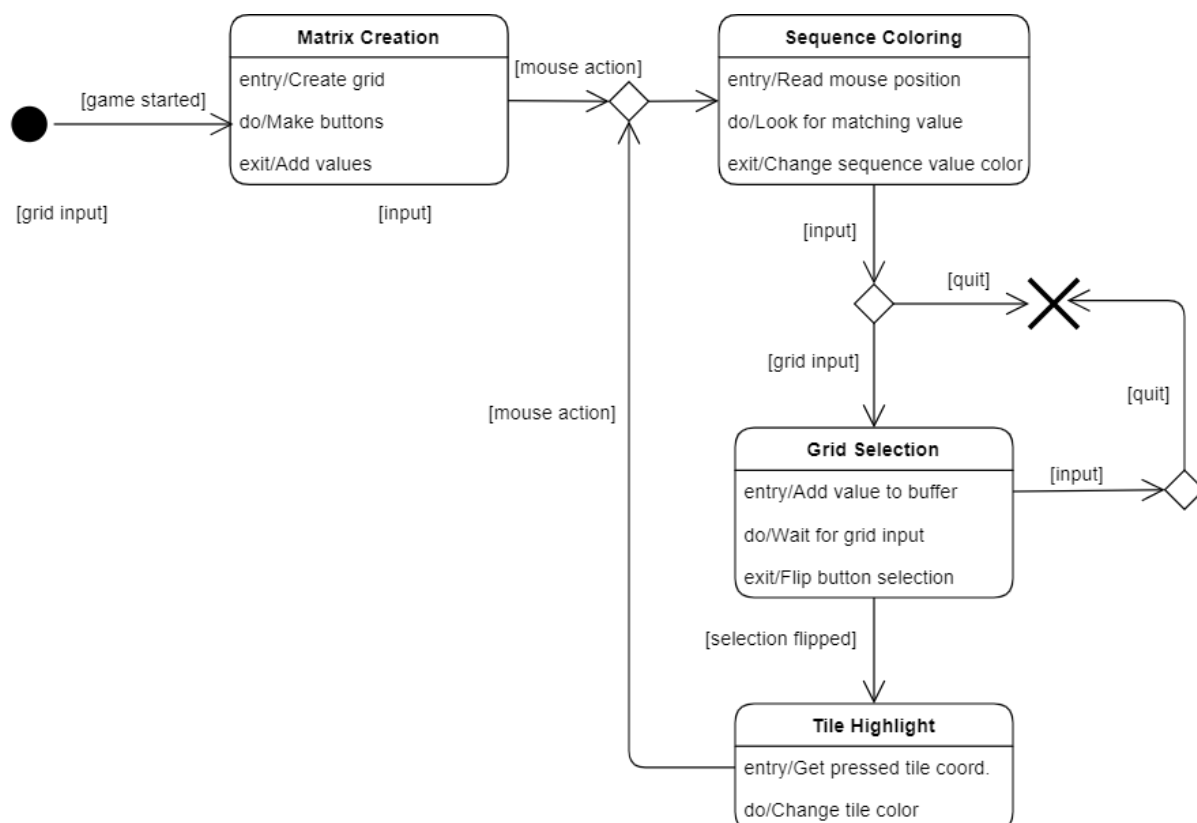 Matrix Creation
entry/Create grid
do/Make buttons
exit/Add values
[game started]
[mouse action]
Sequence Coloring
entry/Read mouse position
do/Look for matching value
exit/Change sequence value color
[grid input]
[input]
[input]
[quit]
[grid input]
[quit]
[mouse action]
Grid Selection
entry/Add value to buffer
do/Wait for grid input
exit/Flip button selection
[input]
[selection flipped]
Tile Highlight
entry/Get pressed tile coord.
do/Change tile color